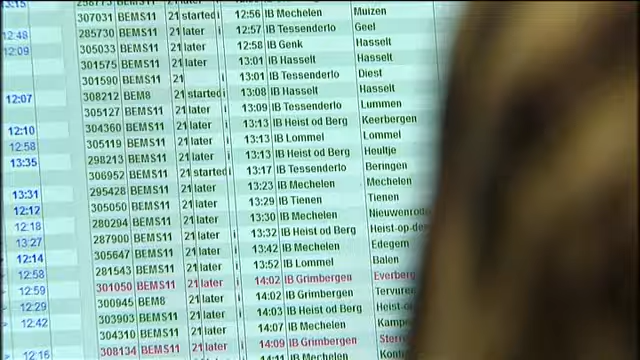 13:15 258773 BEMS11 21 later
307031 BEMS11 21 started i 12:56 IB Mechelen Muizen
12:48 285730 BEMS11 21 later 12:57 IB Tessenderlo Geel
12:09 305033 BEMS11 21 later 12:58 IB Genk Hasselt
301575 BEMS11 21 later 13:01 IB Hasselt Hasselt
301590 BEMS11 21 i 13:01 IB Tessenderlo Diest
12:07 308212 BEM8 21 started i 13:08 IB Hasselt Hasselt
305127 BEMS11 21 later i 13:09 IB Tessenderlo Lummen
12:10 304360 BEMS11 21 later i 13:13 IB Heist od Berg Keerbergen
12:58 305119 BEMS11 21 later i 13:13 IB Lommel Lommel
13:35 298213 BEMS11 21 later i 13:13 IB Heist od Berg Heultje
306952 BEMS11 21 started i 13:17 IB Tessenderlo Beringen
13:31 295428 BEMS11 21 later 13:23 IB Mechelen Mechelen
12:12 305050 BEMS11 21 later 13:29 IB Tienen Tienen
12:18 280294 BEMS11 21 later 13:30 IB Mechelen
13:27 287900 BEMS11 21 later i 13:32 IB Heist od Berg
12:14 305647 BEMS11 21 later i 13:42 IB Mechelen Edegem
12:58 281543 BEMS11 21 later 13:52 IB Lommel Balen
12:59 301050 BEMS11 21 later i 14:02 IB Grimbergen Everberg
12:29 300945 BEM8 21 later 14:02 IB Grimbergen
12:42 303903 BEMS11 21 later 14:03 IB Heist od Berg
304310 BEMS11 21 later 14:07 IB Mechelen
12:16 308134 BEMS11 21 later i 14:09 IB Grimbergen
14:11 IB Mechelen